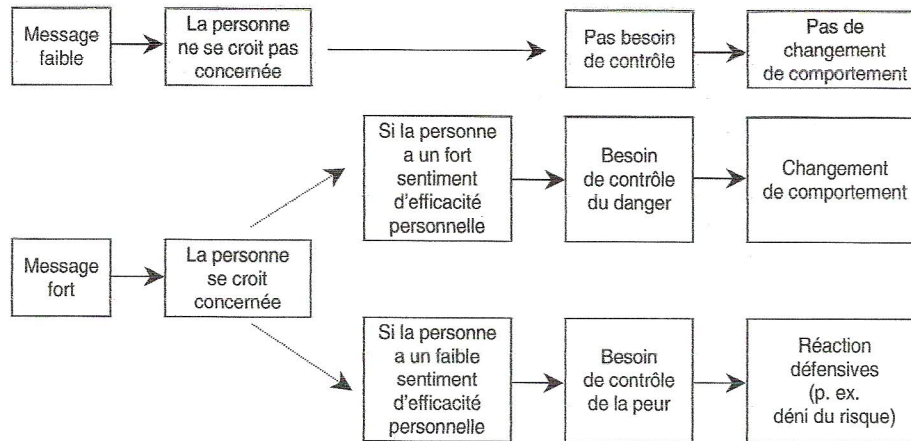 Message
faible
La personne
ne se croit pas
concernée
Pas besoin
de contrôle
Pas de
changement
de comportement
Si la personne
a un fort
sentiment
d'efficacité
personnelle
Besoin
de contrôle
du danger
Changement
de comportement
Message
fort
La personne
se croit
concernée
Si la personne
a un faible
sentiment
d'efficacité
personnelle
Besoin
de contrôle
de la peur
Réaction
défensives
(p. ex.
déni du risque)